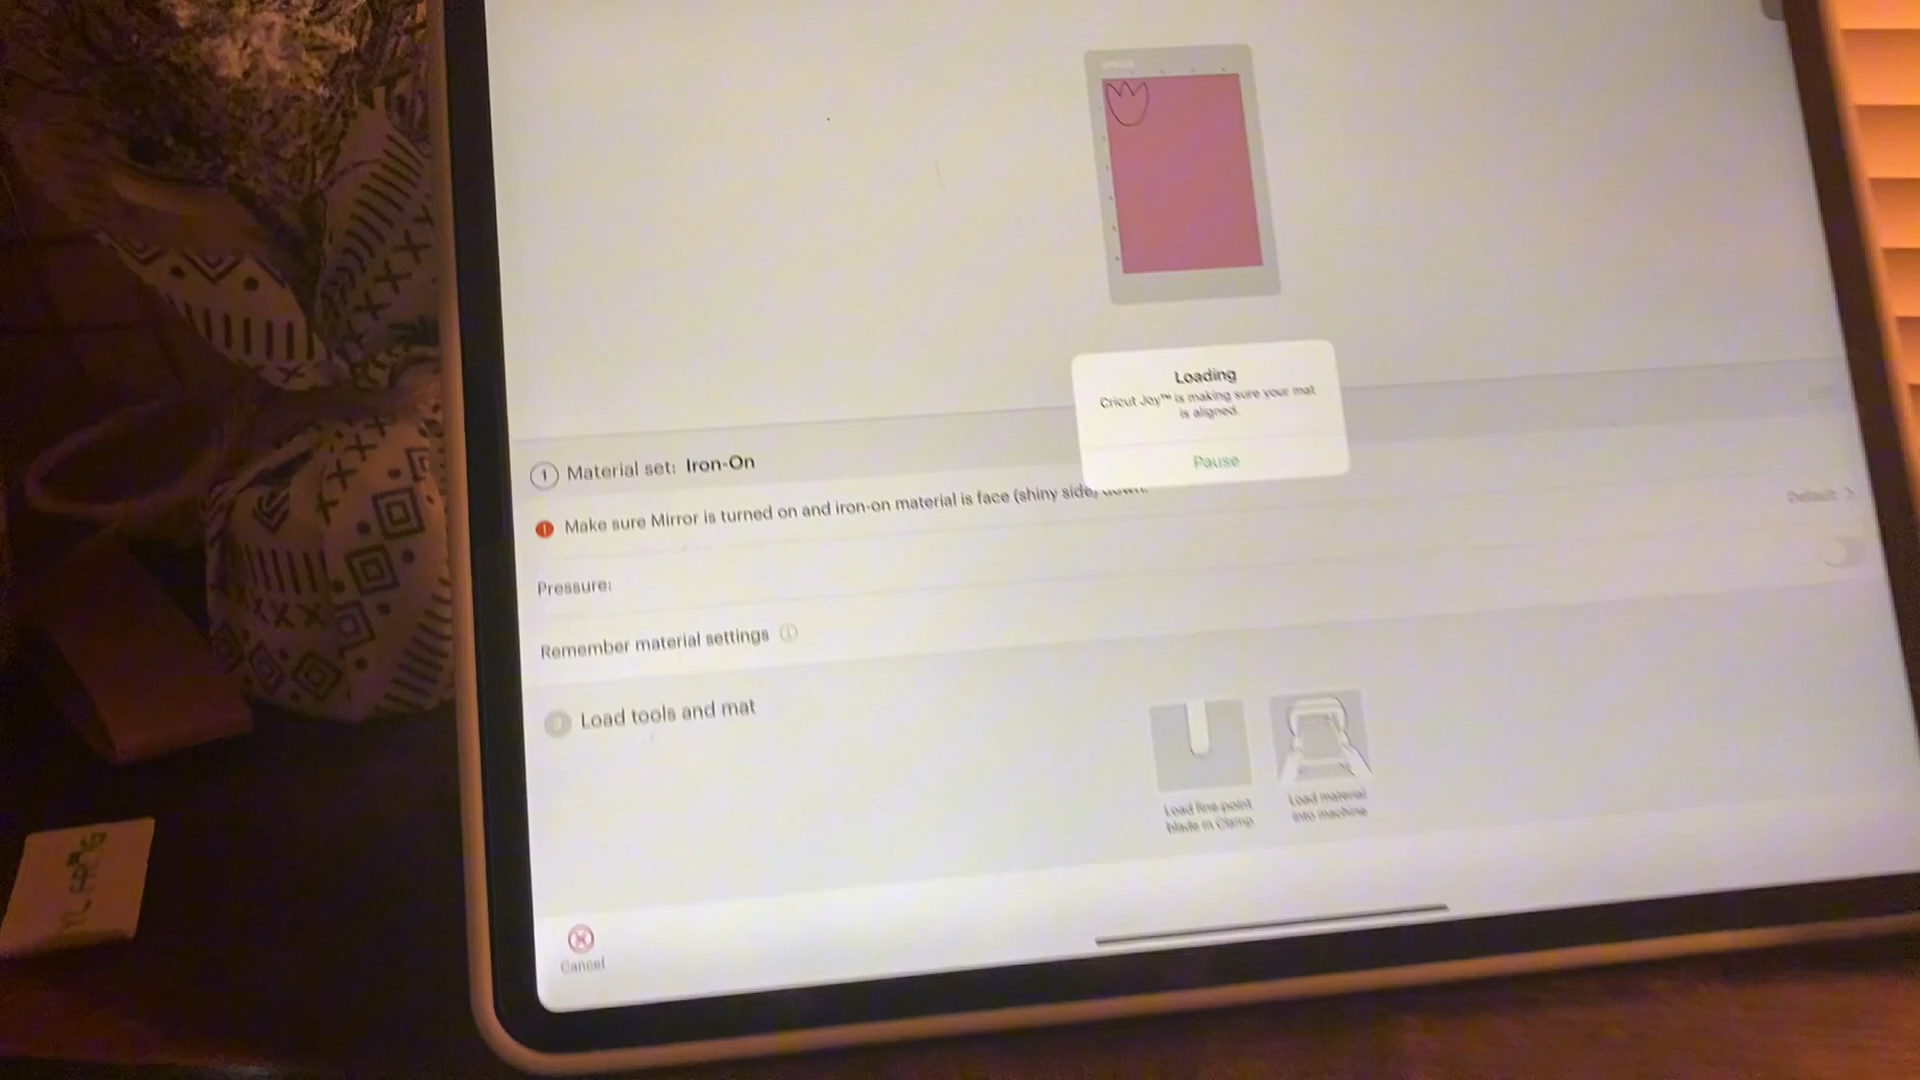 Loading
Cricut Joy™ is making sure your mat
is aligned.
Pause
1 Material set: Iron-On
Make sure Mirror is turned on and iron-on material is face (shiny side) down.
Default >
Pressure:
Remember material settings
Load tools and mat
Load fine point
blade in Clamp
Load material
into machine
Cancel